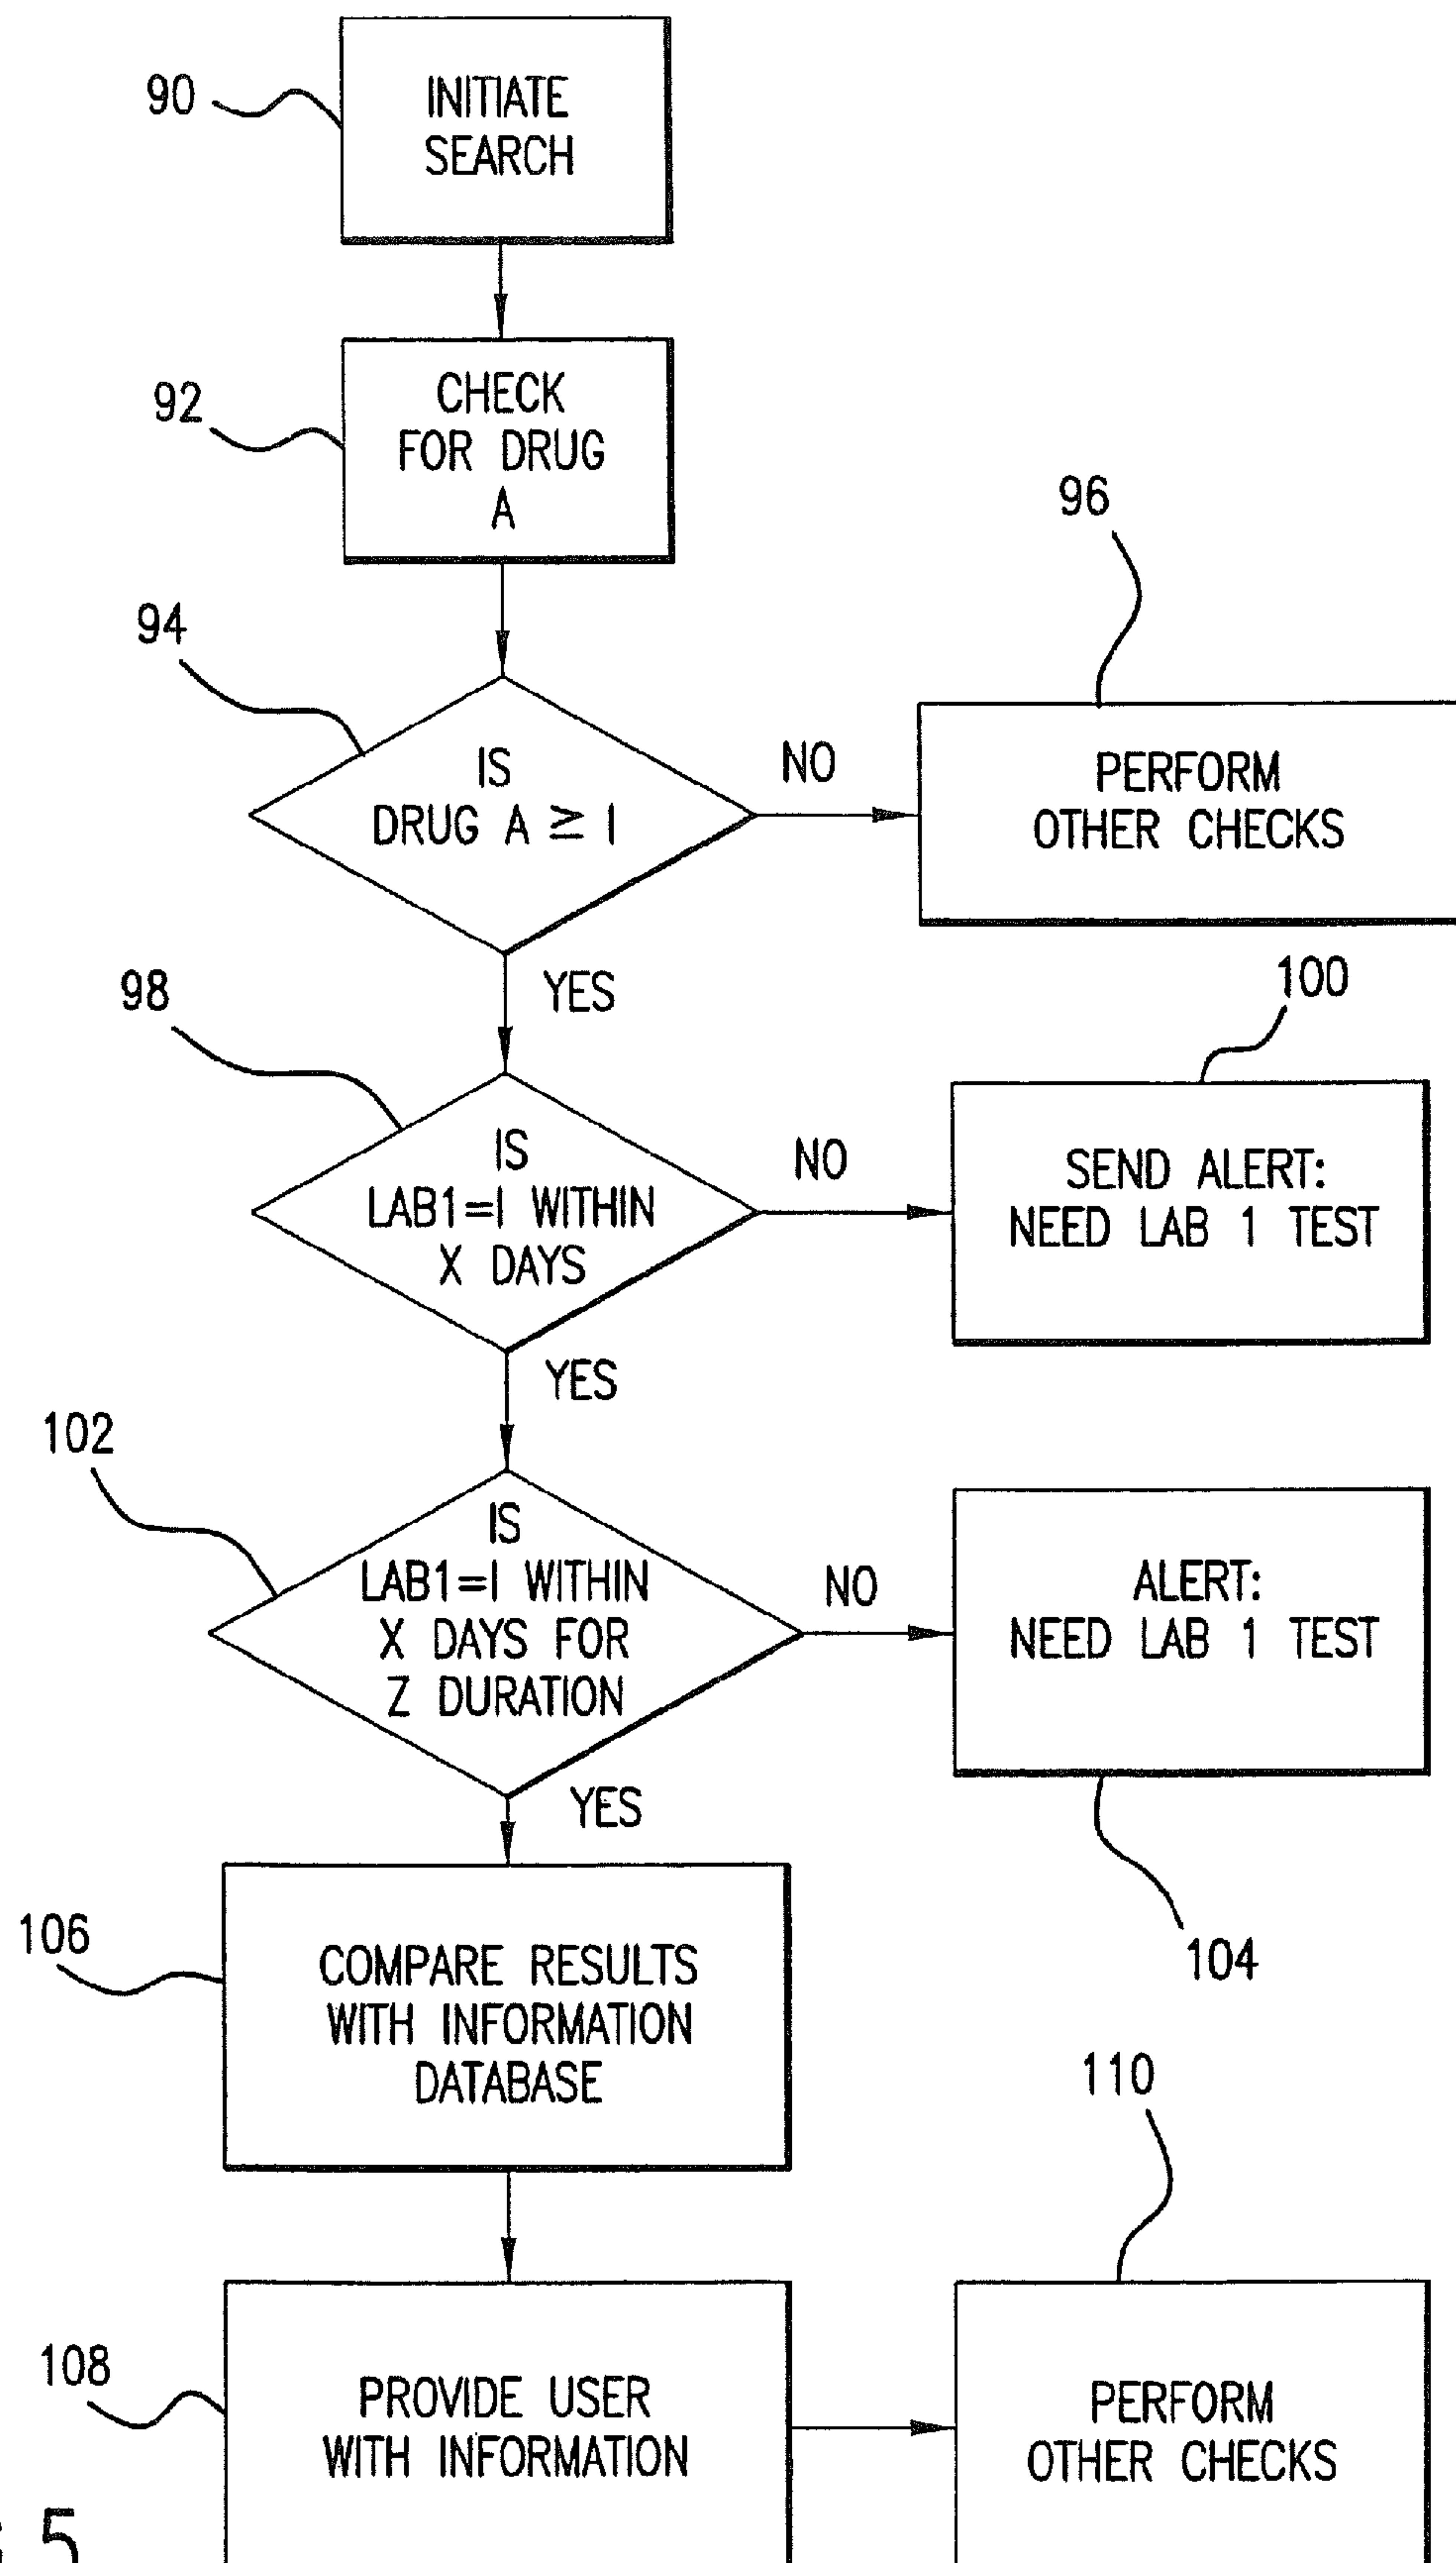 90
INITIATE
SEARCH
92
CHECK
FOR DRUG
A
94
IS
DRUG A ≥ I
NO
96
PERFORM
OTHER CHECKS
YES
98
IS
LAB1=I WITHIN
X DAYS
NO
100
SEND ALERT:
NEED LAB 1 TEST
YES
102
IS
LAB1=I WITHIN
X DAYS FOR
Z DURATION
NO
ALERT:
NEED LAB 1 TEST
104
YES
106
COMPARE RESULTS
WITH INFORMATION
DATABASE
108
PROVIDE USER
WITH INFORMATION
110
PERFORM
OTHER CHECKS
5